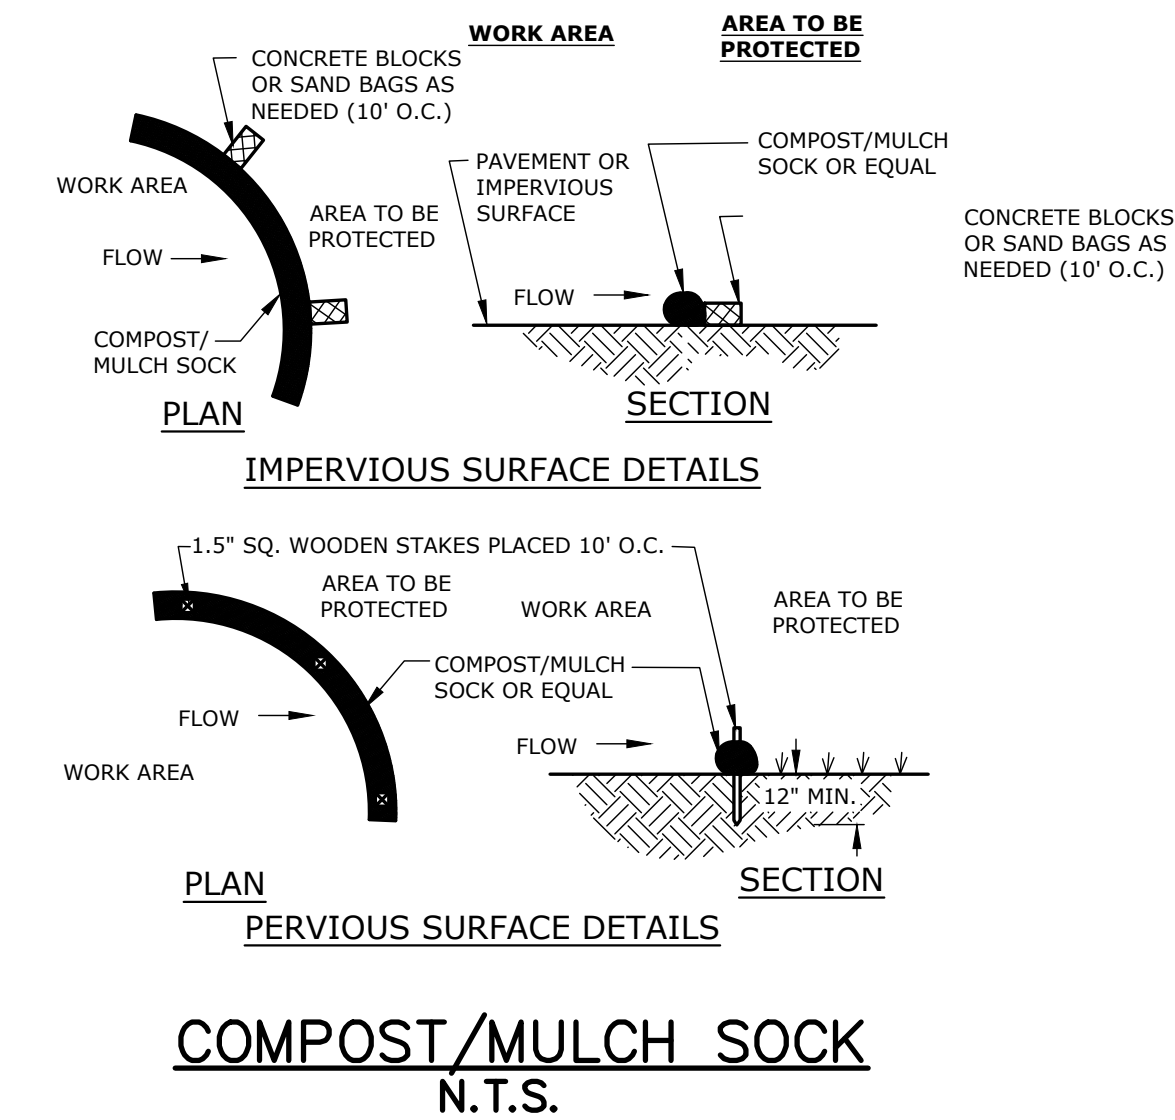 WORK AREA
AREA TO BE
PROTECTED
CONCRETE BLOCKS
OR SAND BAGS AS
NEEDED (10' O.C.)
WORK AREA
AREA TO BE
PROTECTED
FLOW
COMPOST/
MULCH SOCK
PLAN
PAVEMENT OR
IMPERVIOUS
SURFACE
COMPOST/MULCH
SOCK OR EQUAL
CONCRETE BLOCKS
OR SAND BAGS AS
NEEDED (10' O.C.)
FLOW
SECTION
IMPERVIOUS SURFACE DETAILS
1.5" SQ. WOODEN STAKES PLACED 10' O.C.
AREA TO BE
PROTECTED
WORK AREA
AREA TO BE
PROTECTED
COMPOST/MULCH
SOCK OR EQUAL
FLOW
WORK AREA
FLOW
12" MIN.
PLAN
SECTION
PERVIOUS SURFACE DETAILS
COMPOST/MULCH SOCK
N.T.S.